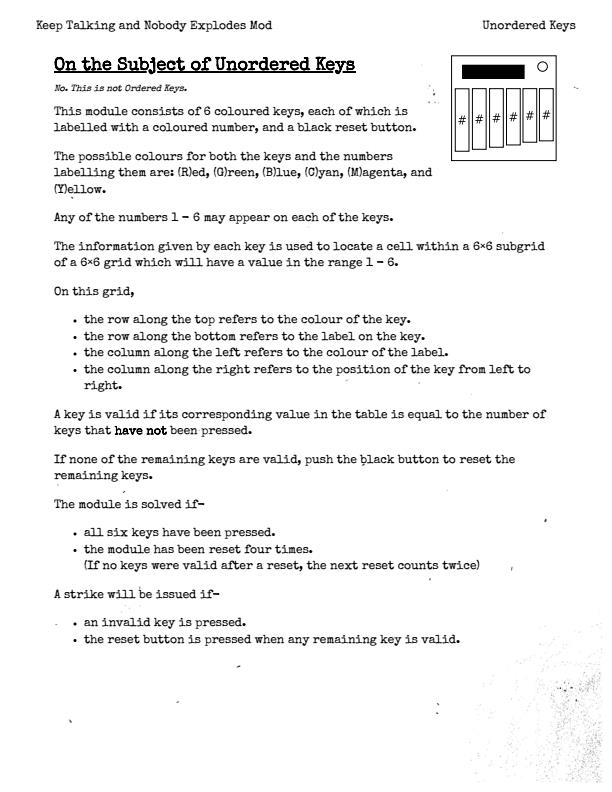 Keep Talking and Nobody Explodes Mod
Unordered Keys
On the Subject of Unordered Keys
No. This is not Ordered Keys.
This module consists of 6 coloured keys, each of which is
labelled with a coloured number, and a black reset button.
The possible colours for both the keys and the numbers
labelling them are: (R)ed, (G)reen, (B)lue, (C)yan, (M)agenta, and
(Y)ellow.
Any of the numbers 1 – 6 may appear on each of the keys.
The information given by each key is used to locate a cell within a 6×6 subgrid
of a 6×6 grid which will have a value in the range 1 – 6.
On this grid,
• the row along the top refers to the colour of the key.
• the row along the bottom refers to the label on the key.
• the column along the left refers to the colour of the label.
• the column along the right refers to the position of the key from left to
right.
A key is valid if its corresponding value in the table is equal to the number of
keys that have not been pressed.
If none of the remaining keys are valid, push the black button to reset the
remaining keys.
The module is solved if–
• all six keys have been pressed.
• the module has been reset four times.
(If no keys were valid after a reset, the next reset counts twice)
A strike will be issued if–
• an invalid key is pressed.
• the reset button is pressed when any remaining key is valid.
# # # # # #